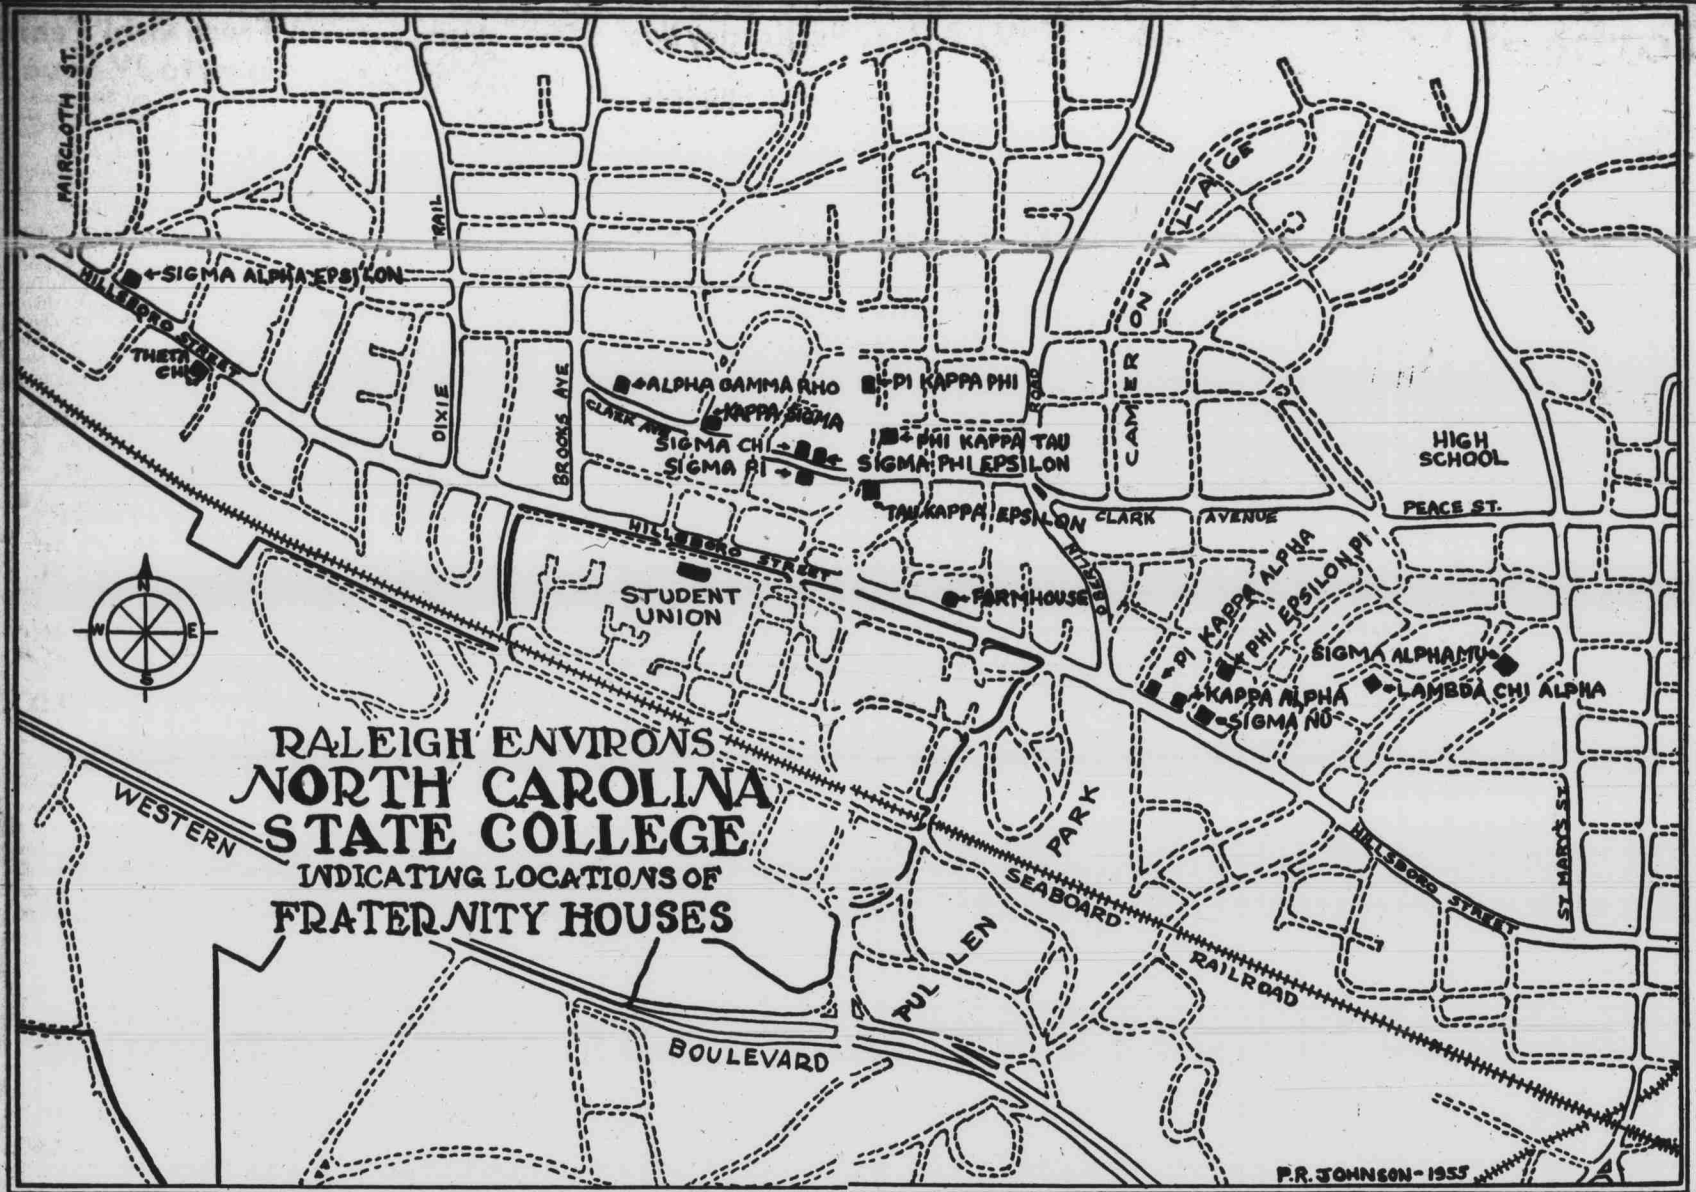 FAIRCLOTH ST.
TRAIL
CAMERON VILLAGE
←SIGMA ALPHA EPSILON
HILLSBORO STREET
THETA
CHI
DIXIE
BROOKS AVE
←ALPHA GAMMA RHO
←PI KAPPA PHI
ROAD
CLARK AVE
←KAPPA SIGMA
SIGMA CHI→
←PHI KAPPA TAU
SIGMA PI→
←SIGMA PHI EPSILON
CAMERON
HIGH
SCHOOL
TAU KAPPA EPSILON
CLARK AVENUE
PEACE ST.
HILLSBORO STREET
OBERLIN
STUDENT
UNION
←FARMHOUSE
←PI KAPPA ALPHA
←PHI EPSILON PI
SIGMA ALPHA MU
←LAMBDA CHI ALPHA
←KAPPA ALPHA
←SIGMA NU
N
W E
S
RALEIGH ENVIRONS
NORTH CAROLINA
STATE COLLEGE
INDICATING LOCATIONS OF
FRATERNITY HOUSES
WESTERN
BOULEVARD
PULLEN
PARK
SEABOARD
RAILROAD
HILLSBORO STREET
ST MARY'S ST.
P.R. JOHNSON-1955